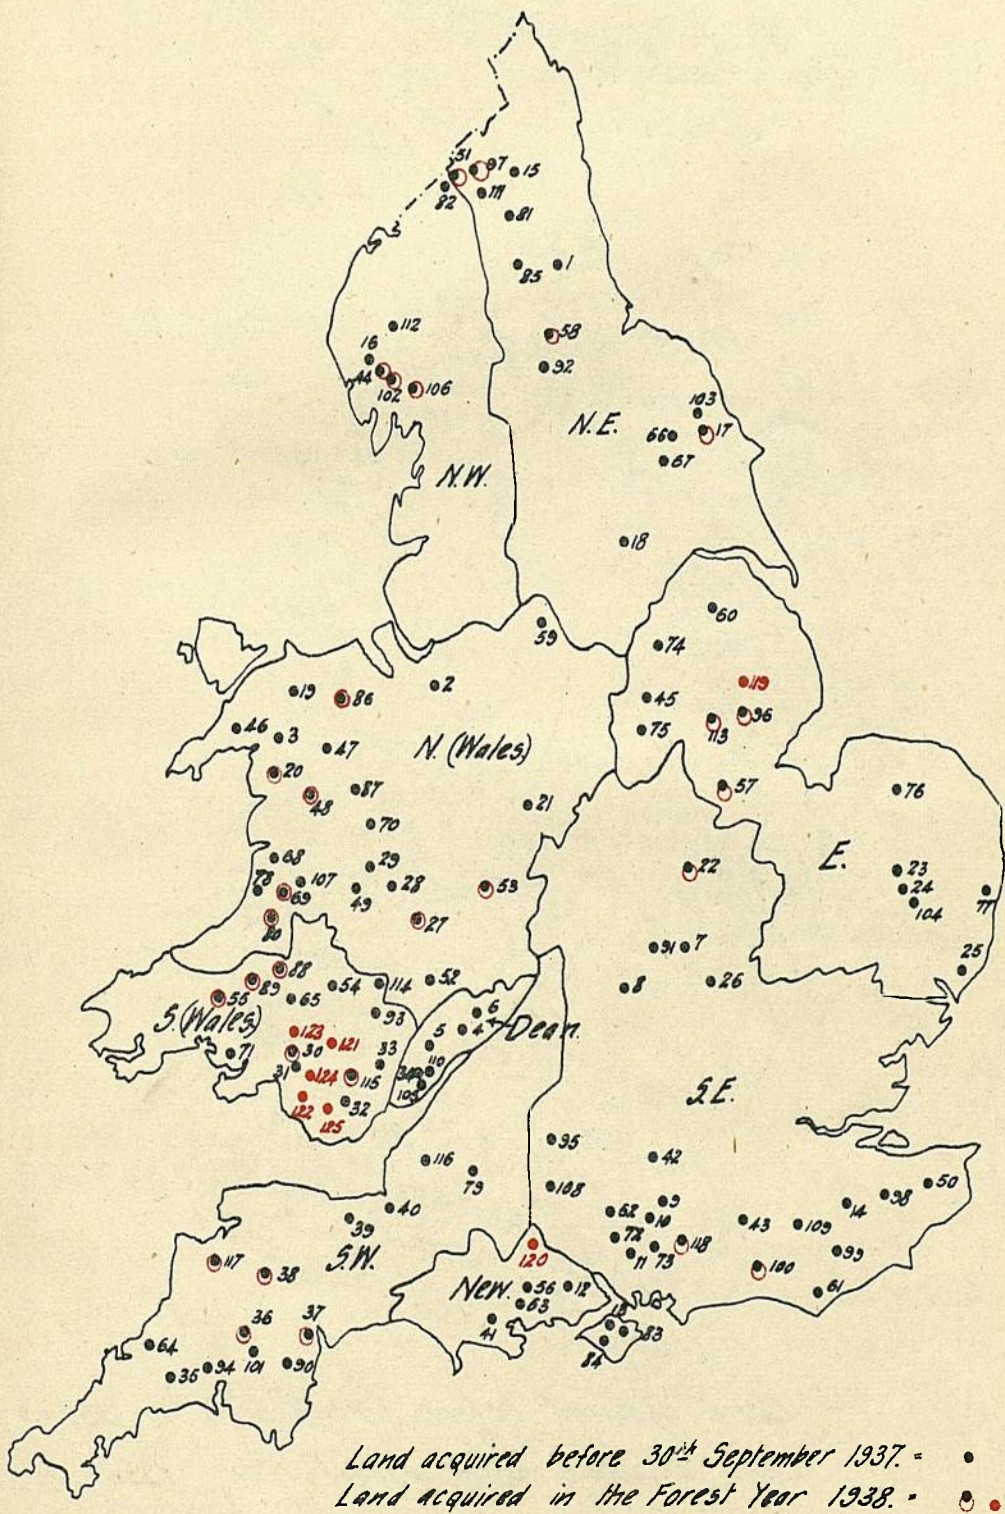 51 97 15
82 111
81
85 1
112
58
16
92
44
102 106
103
N.E. 66 17
67
N.W.
18
60
59
74
119
19 86 2
45
96
46 3 75 113
47 N.(Wales)
20 57
48 87 21 76
70
E.
68 29 22 23
78 107 28 53 24
69 49 104 77
80 27
91 7
25
88
89 54 114 52 8 26
55 65
S.(Wales) 93 6
123 4 Dean.
121 5
71 30 33
31 110
124 115 34
105
122 32 S.E.
125
95
116 42
79
108 50
98
40 9 14
39 62 10 43 109
S.W. 72 118
120 11 73 99
117 38 100
New. 56 12 61
63
36 37 41 13
83
64 84
101 90
35 94
Land acquired before 30th September 1937. =
Land acquired in the Forest Year 1938. =